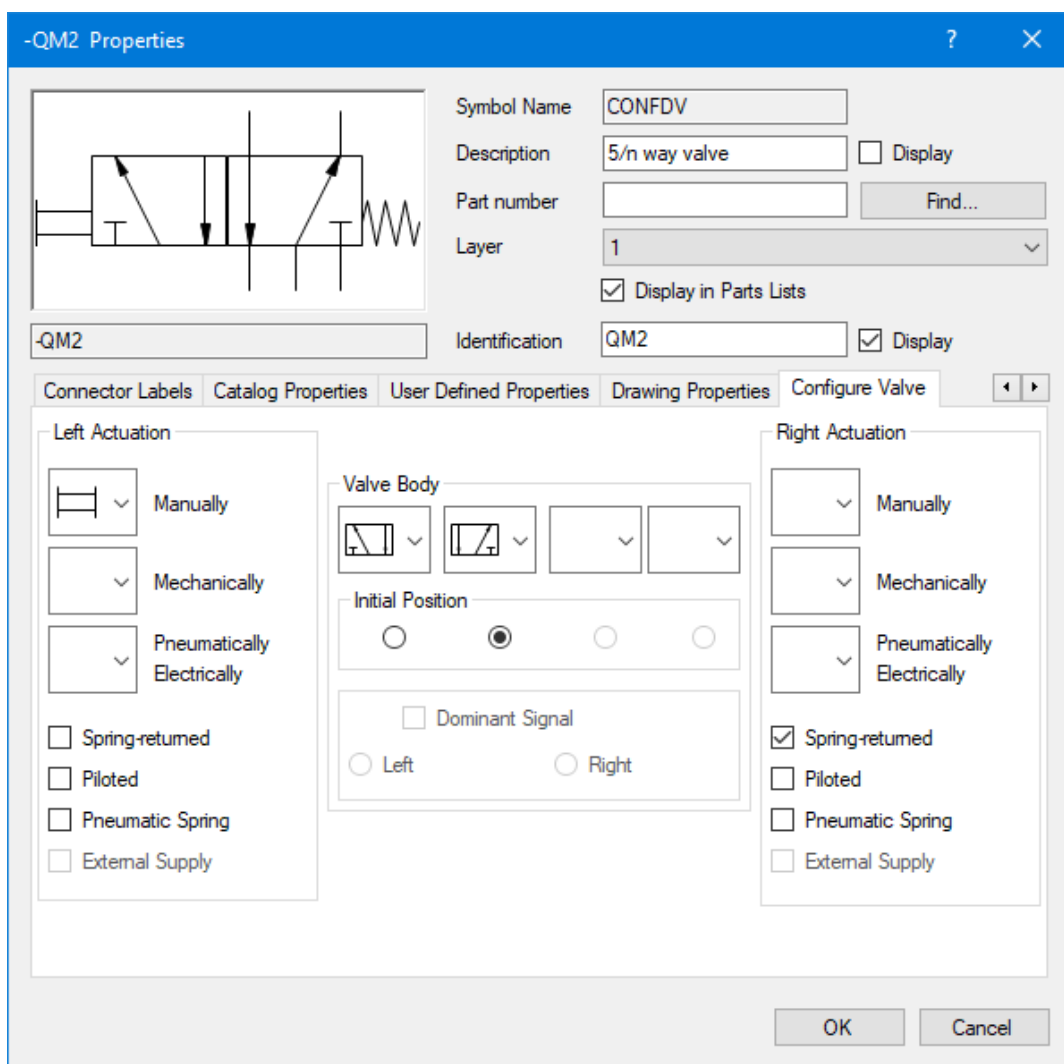 -QM2 Properties
?
Symbol Name CONFDV
Description 5/n way valve Display
Part number Find...
Layer 1
Display in Parts Lists
-QM2 Identification QM2 Display
Connector Labels Catalog Properties User Defined Properties Drawing Properties Configure Valve
Left Actuation
Manually
Mechanically
Pneumatically
Electrically
Spring-returned
Piloted
Pneumatic Spring
External Supply
Valve Body
Initial Position
Dominant Signal
Left Right
Right Actuation
Manually
Mechanically
Pneumatically
Electrically
Spring-returned
Piloted
Pneumatic Spring
External Supply
OK Cancel